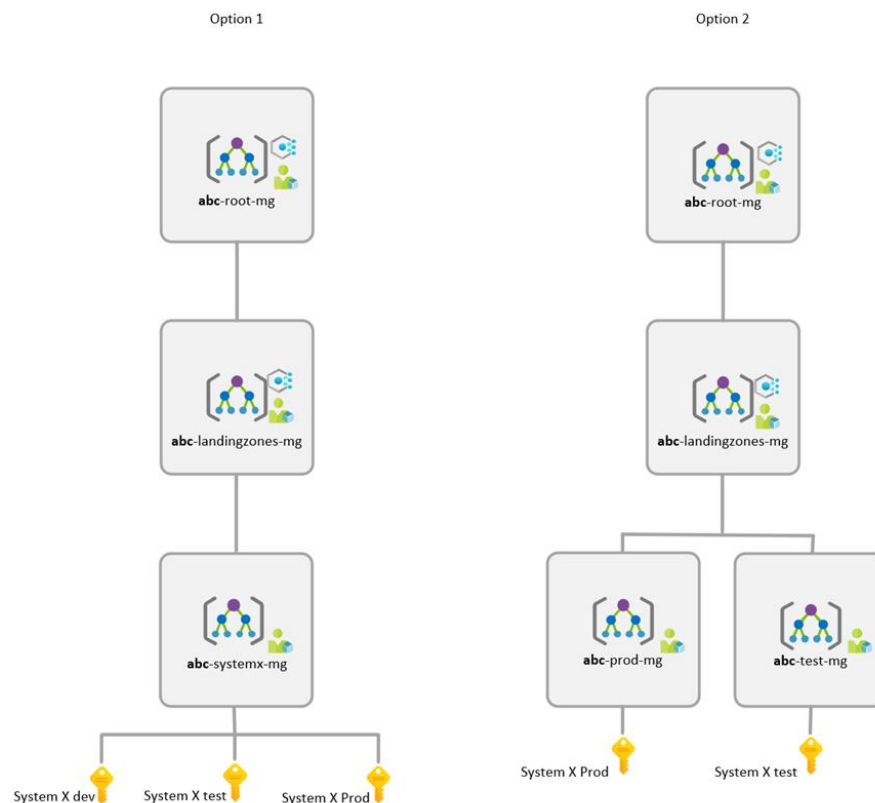 Option 1
Option 2
abc-root-mg
abc-root-mg
abc-landingzones-mg
abc-landingzones-mg
abc-systemx-mg
abc-prod-mg
abc-test-mg
System X dev
System X test
System X Prod
System X Prod
System X test